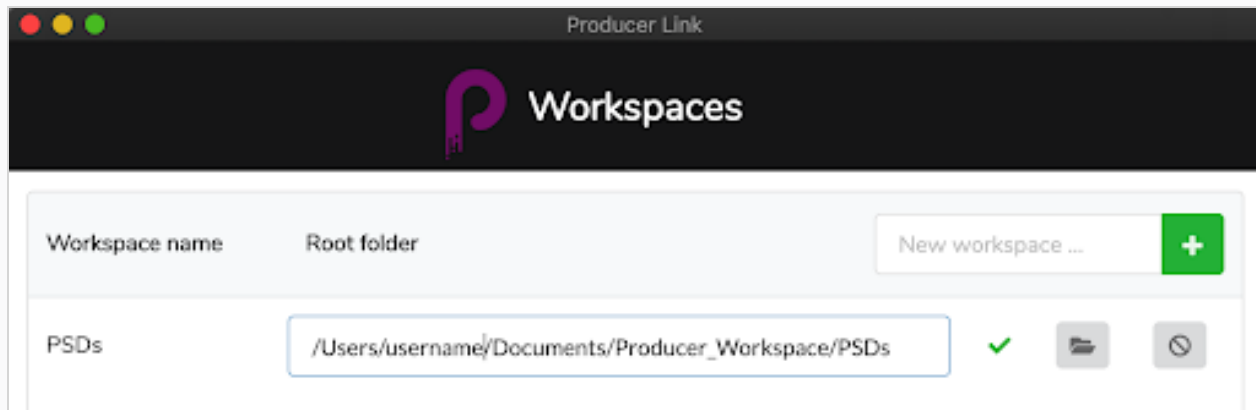 Producer Link
Workspaces
Workspace name Root folder New workspace ...
PSDs /Users/username/Documents/Producer_Workspace/PSDs